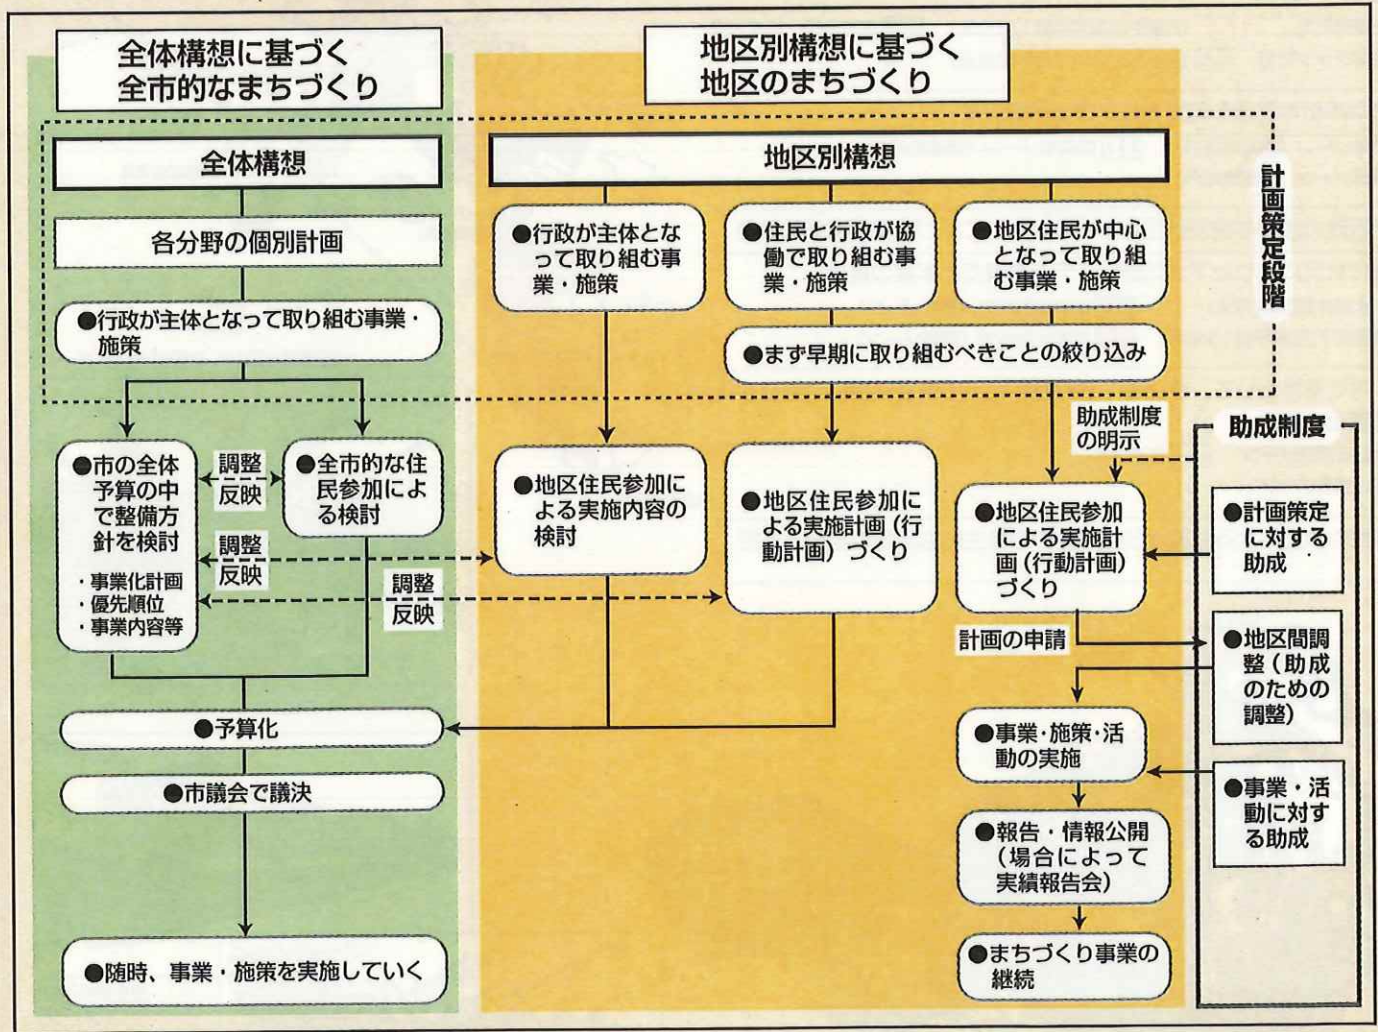 全体構想に基づく
全市的なまちづくり
地区別構想に基づく
地区のまちづくり
全体構想
各分野の個別計画
●行政が主体となって取り組む事業・
施策
地区別構想
●行政が主体とな
って取り組む事
業・施策
●住民と行政が協
働で取り組む事
業・施策
●地区住民が中心
となって取り組
む事業・施策
●まず早期に取り組むべきことの絞り込み
計画策定段階
●市の全体
予算の中
で整備方
針を検討
・事業化計画
・優先順位
・事業内容等
調整
反映
●全市的な住
民参加によ
る検討
調整
反映
調整
反映
●地区住民参加に
よる実施内容の
検討
●地区住民参加に
よる実施計画(行
動計画)づくり
助成制度
の明示
●地区住民参加
による実施計
画(行動計画)
づくり
計画の申請
助成制度
●計画策定
に対する
助成
●地区間調
整(助成
のための
調整)
●事業・活
動に対す
る助成
●予算化
●市議会で議決
●随時、事業・施策を実施していく
●事業・施策・活
動の実施
●報告・情報公開
(場合によって
実績報告会)
●まちづくり事業の
継続